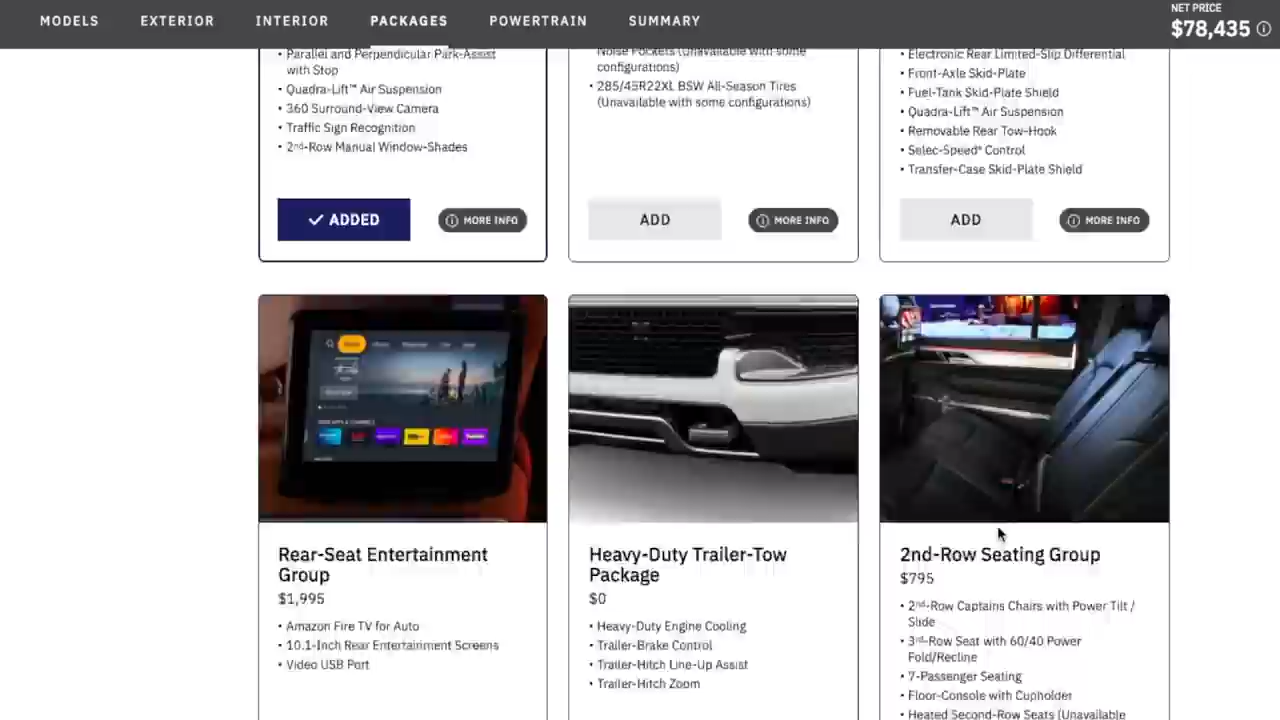 MODELS EXTERIOR INTERIOR PACKAGES POWERTRAIN SUMMARY
NET PRICE
$78,435
• Parallel and Perpendicular Park-Assist
with Stop
• Quadra-Lift™ Air Suspension
• 360 Surround-View Camera
• Traffic Sign Recognition
• 2nd-Row Manual Window-Shades
✓ ADDED
MORE INFO
Noise Pockets (Unavailable with some
configurations)
• 285/45R22XL BSW All-Season Tires
(Unavailable with some configurations)
ADD
MORE INFO
• Electronic Rear Limited-Slip Differential
• Front-Axle Skid-Plate
• Fuel-Tank Skid-Plate Shield
• Quadra-Lift™ Air Suspension
• Removable Rear Tow-Hook
• Selec-Speed® Control
• Transfer-Case Skid-Plate Shield
ADD
MORE INFO
Rear-Seat Entertainment
Group
$1,995
• Amazon Fire TV for Auto
• 10.1-Inch Rear Entertainment Screens
• Video USB Port
Heavy-Duty Trailer-Tow
Package
$0
• Heavy-Duty Engine Cooling
• Trailer-Brake Control
• Trailer-Hitch Line-Up Assist
• Trailer-Hitch Zoom
2nd-Row Seating Group
$795
• 2nd-Row Captains Chairs with Power Tilt /
Slide
• 3rd-Row Seat with 60/40 Power
Fold/Recline
• 7-Passenger Seating
• Floor-Console with Cupholder
• Heated Second-Row Seats (Unavailable